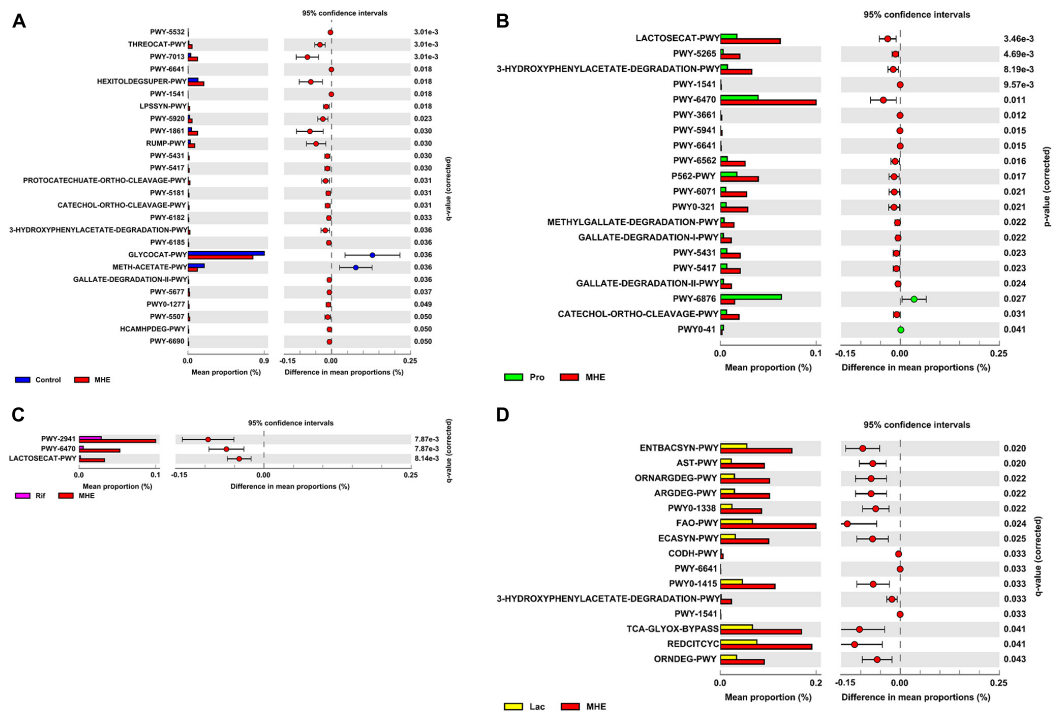 A
95% confidence intervals
PWY-5532 3.01e-3
THREOCAT-PWY 3.01e-3
PWY-7013 3.01e-3
PWY-6641 0.018
HEXITOLDEGSUPER-PWY 0.018
PWY-1541 0.018
LPSSYN-PWY 0.018
PWY-5920 0.023
PWY-1861 0.030
RUMP-PWY 0.030
PWY-5431 0.030
PWY-5417 0.030
PROTOCATECHUATE-ORTHO-CLEAVAGE-PWY 0.031
PWY-5181 0.031
CATECHOL-ORTHO-CLEAVAGE-PWY 0.031
PWY-6182 0.033
3-HYDROXYPHENYLACETATE-DEGRADATION-PWY 0.036
PWY-6185 0.036
GLYCOCAT-PWY 0.036
METH-ACETATE-PWY 0.036
GALLATE-DEGRADATION-II-PWY 0.036
PWY-5677 0.037
PWY0-1277 0.049
PWY-5507 0.050
HCAMHPDEG-PWY 0.050
PWY-6690 0.050
q-value (corrected)
0.0 0.9 -0.15 0.00 0.25
Mean proportion (%) Difference in mean proportions (%)
Control MHE
B
95% confidence intervals
LACTOSECAT-PWY 3.46e-3
PWY-5265 4.69e-3
3-HYDROXYPHENYLACETATE-DEGRADATION-PWY 8.19e-3
PWY-1541 9.57e-3
PWY-6470 0.011
PWY-3661 0.012
PWY-5941 0.015
PWY-6641 0.015
PWY-6562 0.016
P562-PWY 0.017
PWY-6071 0.021
PWY0-321 0.021
METHYLGALLATE-DEGRADATION-PWY 0.022
GALLATE-DEGRADATION-I-PWY 0.022
PWY-5431 0.023
PWY-5417 0.023
GALLATE-DEGRADATION-II-PWY 0.024
PWY-6876 0.027
CATECHOL-ORTHO-CLEAVAGE-PWY 0.031
PWY0-41 0.041
p-value (corrected)
0.0 0.1 -0.15 0.00 0.25
Mean proportion (%) Difference in mean proportions (%)
Pro MHE
C
95% confidence intervals
PWY-2941 7.87e-3
PWY-6470 7.87e-3
LACTOSECAT-PWY 8.14e-3
q-value (corrected)
0.0 0.1 -0.15 0.00 0.25
Mean proportion (%) Difference in mean proportions (%)
Rif MHE
D
95% confidence intervals
ENTBACSYN-PWY 0.020
AST-PWY 0.020
ORNARGDEG-PWY 0.022
ARGDEG-PWY 0.022
PWY0-1338 0.022
FAO-PWY 0.024
ECASYN-PWY 0.025
CODH-PWY 0.033
PWY-6641 0.033
PWY0-1415 0.033
3-HYDROXYPHENYLACETATE-DEGRADATION-PWY 0.033
PWY-1541 0.033
TCA-GLYOX-BYPASS 0.041
REDCITCYC 0.041
ORNDEG-PWY 0.043
q-value (corrected)
0.0 0.2 -0.15 0.00 0.25
Mean proportion (%) Difference in mean proportions (%)
Lac MHE